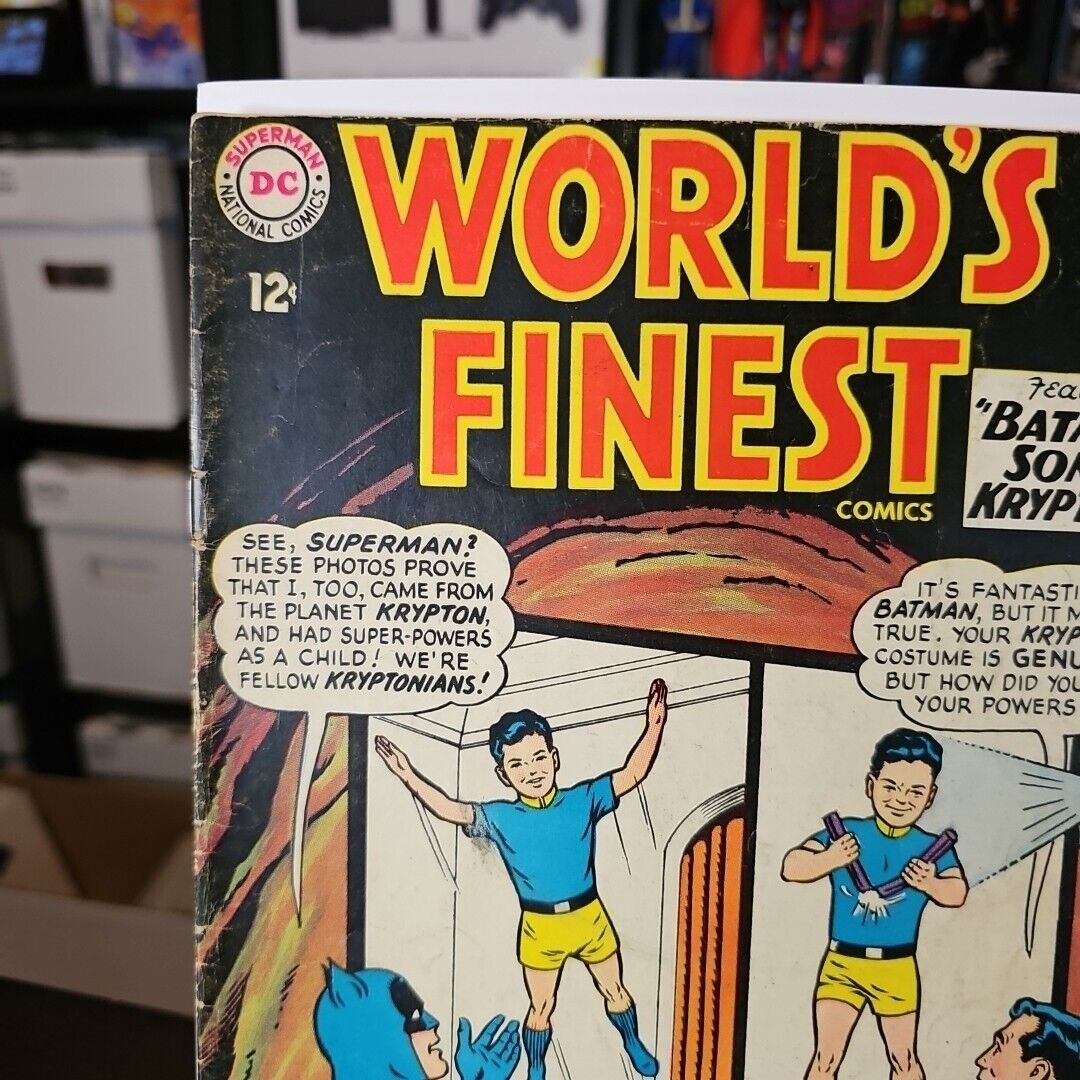 SUPERMAN
DC
NATIONAL COMICS
12¢
WORLD'S
FINEST
COMICS
SEE, SUPERMAN?
THESE PHOTOS PROVE
THAT I, TOO, CAME FROM
THE PLANET KRYPTON,
AND HAD SUPER-POWERS
AS A CHILD! WE'RE
FELLOW KRYPTONIANS!
IT'S FANTASTI
BATMAN, BUT IT M
TRUE. YOUR KRYP
COSTUME IS GENU
BUT HOW DID YOU
YOUR POWERS